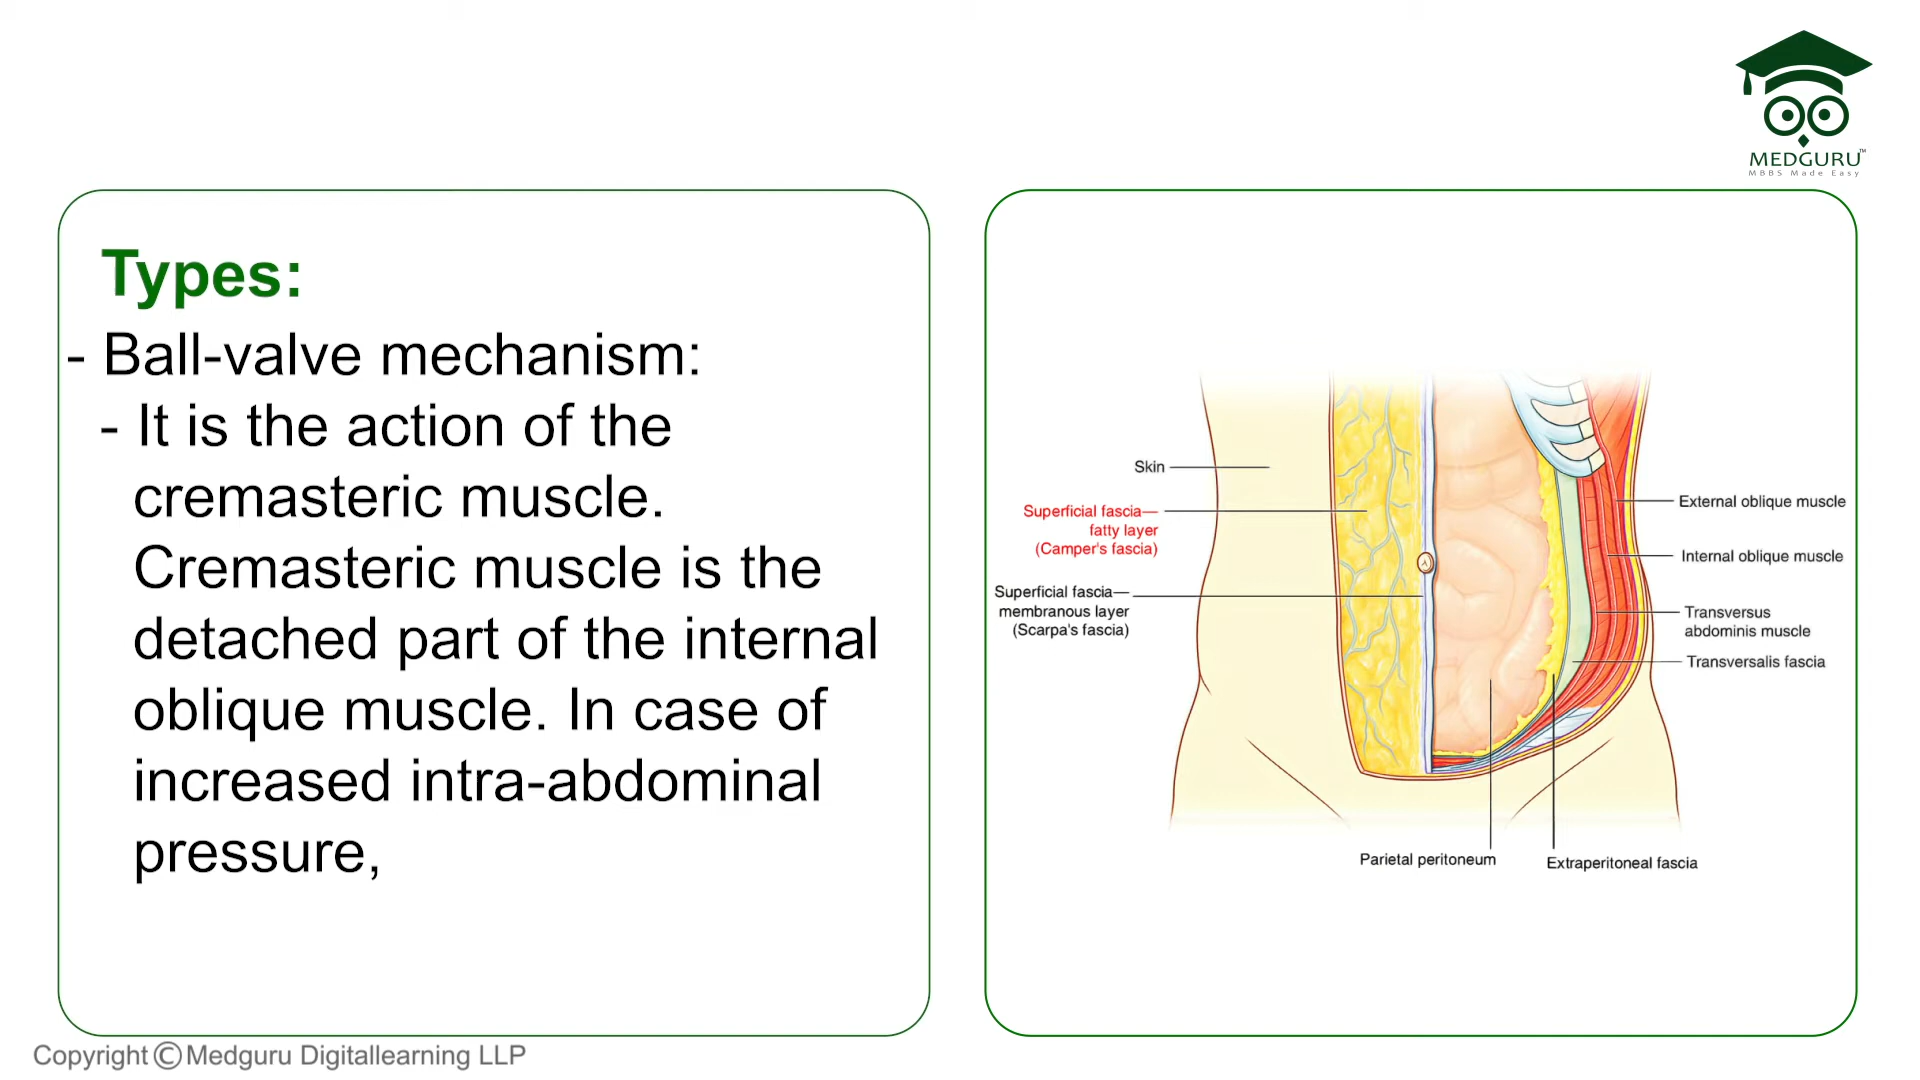 MEDGURU™
MBBS Made Easy
Types:
- Ball-valve mechanism:
- It is the action of the
cremasteric muscle.
Cremasteric muscle is the
detached part of the internal
oblique muscle. In case of
increased intra-abdominal
pressure,
Skin
Superficial fascia—
fatty layer
(Camper's fascia)
Superficial fascia—
membranous layer
(Scarpa's fascia)
External oblique muscle
Internal oblique muscle
Transversus
abdominis muscle
Transversalis fascia
Parietal peritoneum
Extraperitoneal fascia
Copyright © Medguru Digitallearning LLP